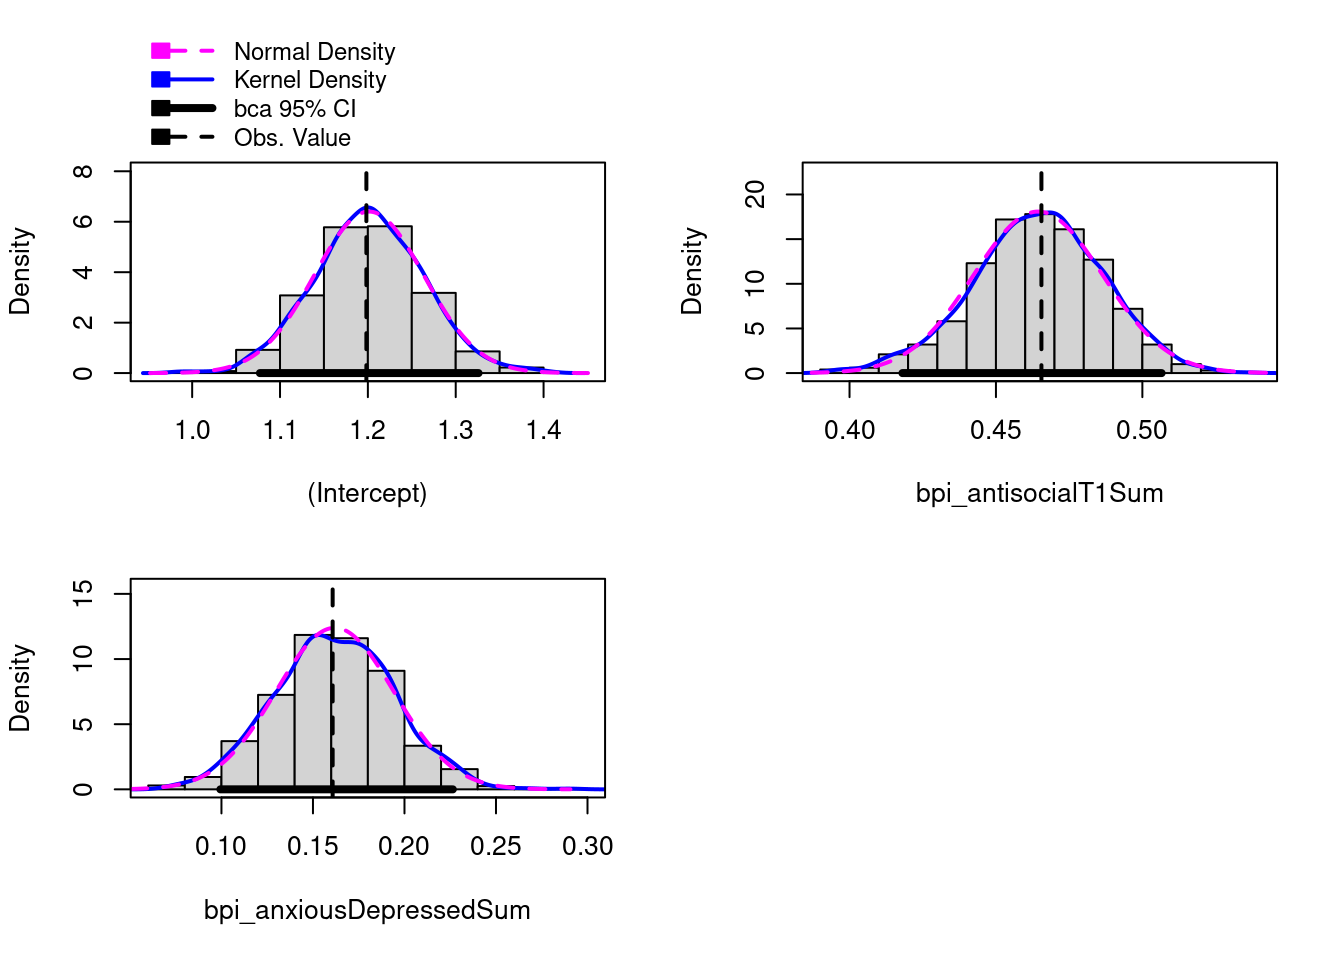 Normal Density
Kernel Density
bca 95% CI
Obs. Value
Density
0 2 4 6 8
1.0 1.1 1.2 1.3 1.4
(Intercept)
Density
0 5 10 20
0.40 0.45 0.50
bpi_antisocialT1Sum
Density
0 5 10 15
0.10 0.15 0.20 0.25 0.30
bpi_anxiousDepressedSum